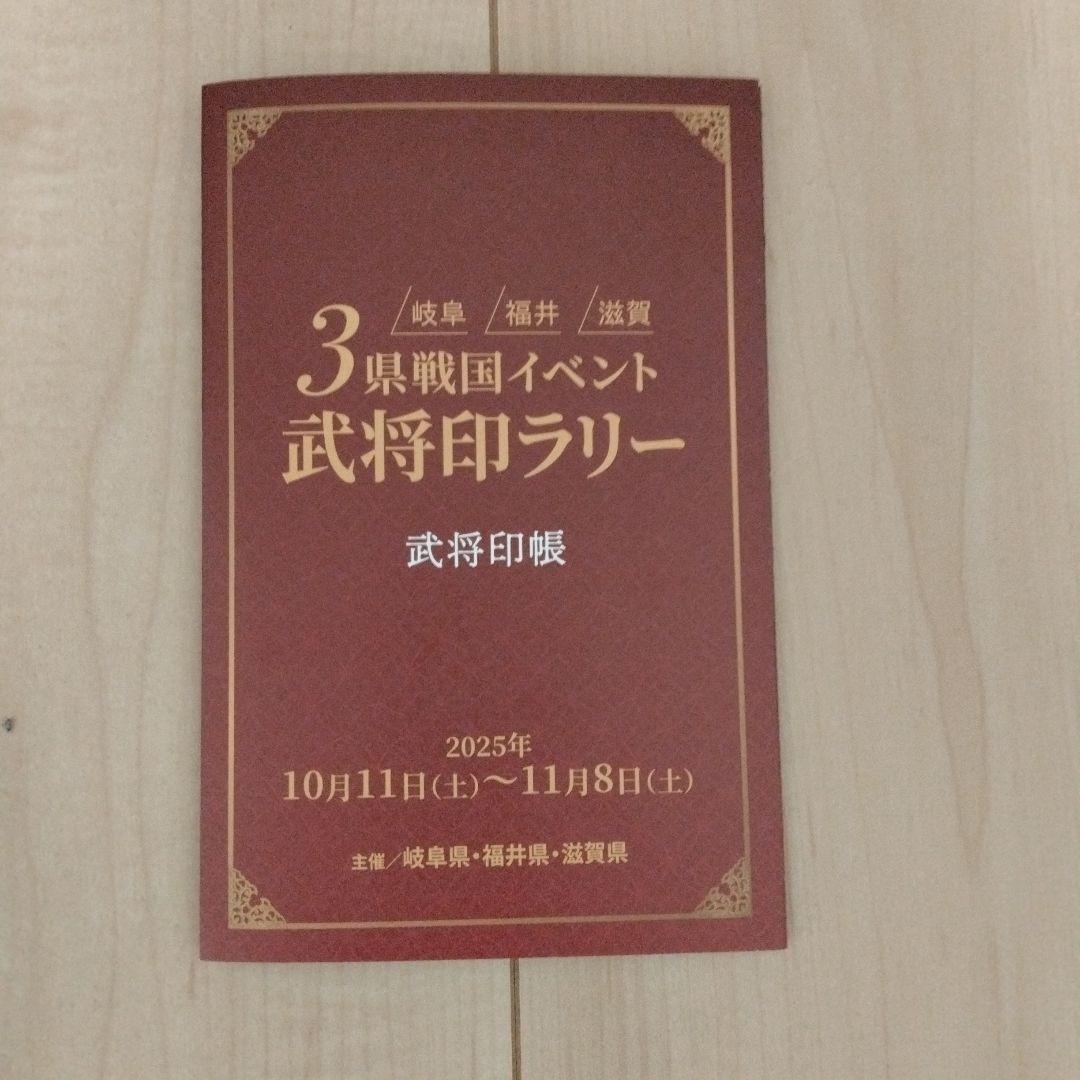 岐阜 福井 滋賀
3県戦国イベント
武将印ラリー
武将印帳
2025年
10月11日(土)～11月8日(土)
主催/岐阜県・福井県・滋賀県